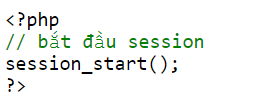 <?php
// bắt đầu session
session_start();
?>